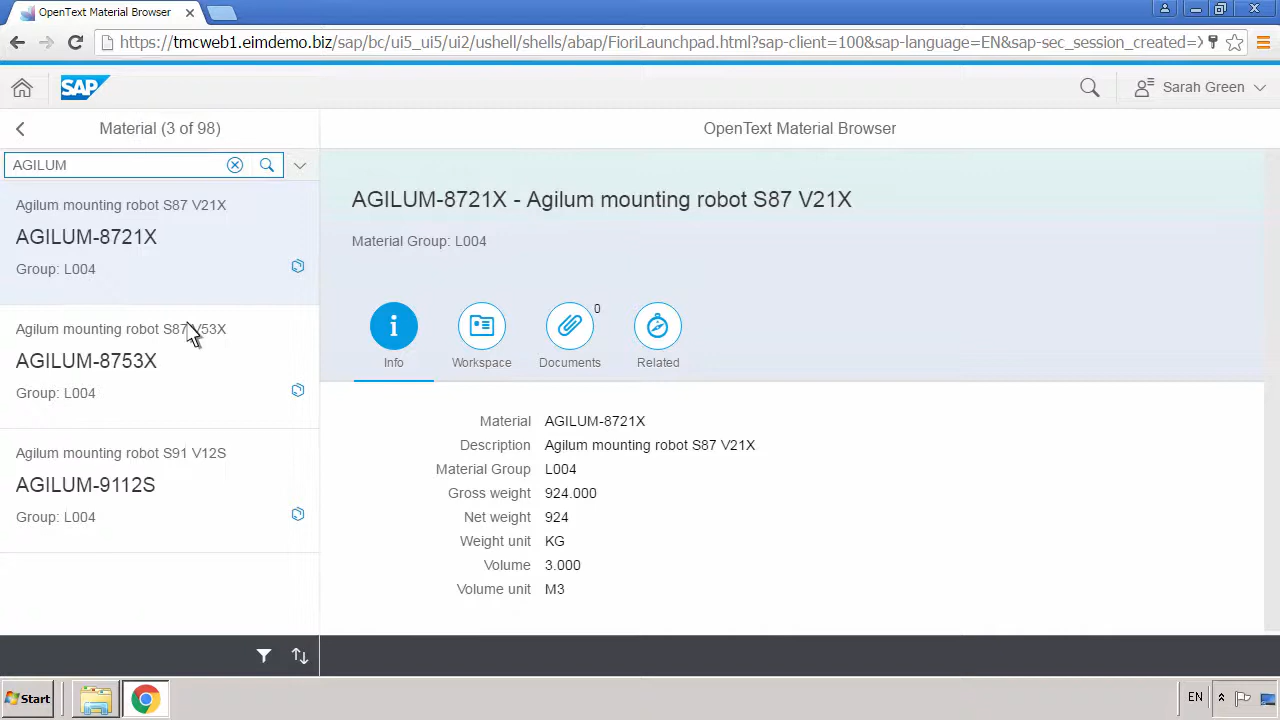 OpenText Material Browser
https://tmcweb1.eimdemo.biz/sap/bc/ui5_ui5/ui2/ushell/shells/abap/FioriLaunchpad.html?sap-client=100&sap-language=EN&sap-sec_session_created=X
SAP
Sarah Green
Material (3 of 98)
OpenText Material Browser
AGILUM
Agilum mounting robot S87 V21X
AGILUM-8721X
Group: L004
Agilum mounting robot S87 V53X
AGILUM-8753X
Group: L004
Agilum mounting robot S91 V12S
AGILUM-9112S
Group: L004
AGILUM-8721X - Agilum mounting robot S87 V21X
Material Group: L004
0
Info
Workspace
Documents
Related
Material AGILUM-8721X
Description Agilum mounting robot S87 V21X
Material Group L004
Gross weight 924.000
Net weight 924
Weight unit KG
Volume 3.000
Volume unit M3
Start
EN